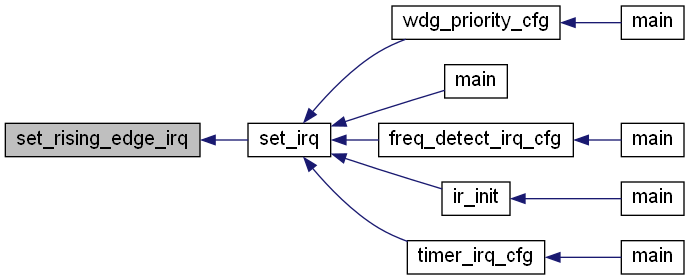 wdg_priority_cfg
main
main
set_rising_edge_irq
set_irq
freq_detect_irq_cfg
main
ir_init
main
timer_irq_cfg
main